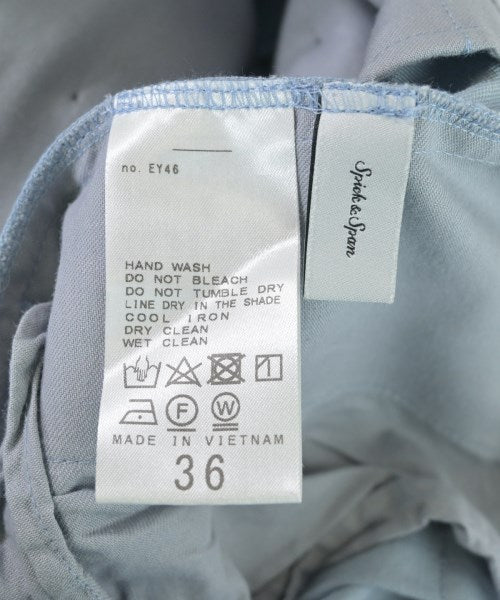 no. EY46
HAND WASH
DO NOT BLEACH
DO NOT TUMBLE DRY
LINE DRY IN THE SHADE
COOL IRON
DRY CLEAN
WET CLEAN
F
W
MADE IN VIETNAM
36
Spick & Span